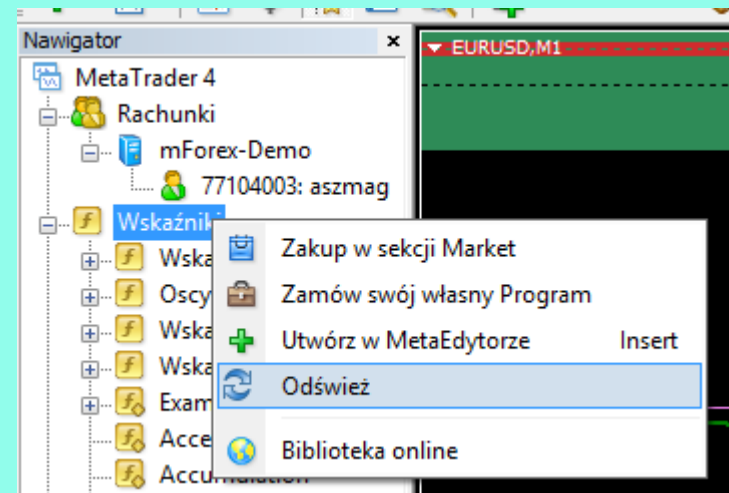 Nawigator
EURUSD,M1
MetaTrader 4
Rachunki
mForex-Demo
77104003: aszmag
Wskaźniki
Wska
Oscy
Wska
Wska
Exam
Acce
Accumulation
Zakup w sekcji Market
Zamów swój własny Program
Utwórz w MetaEdytorze Insert
Odśwież
Biblioteka online